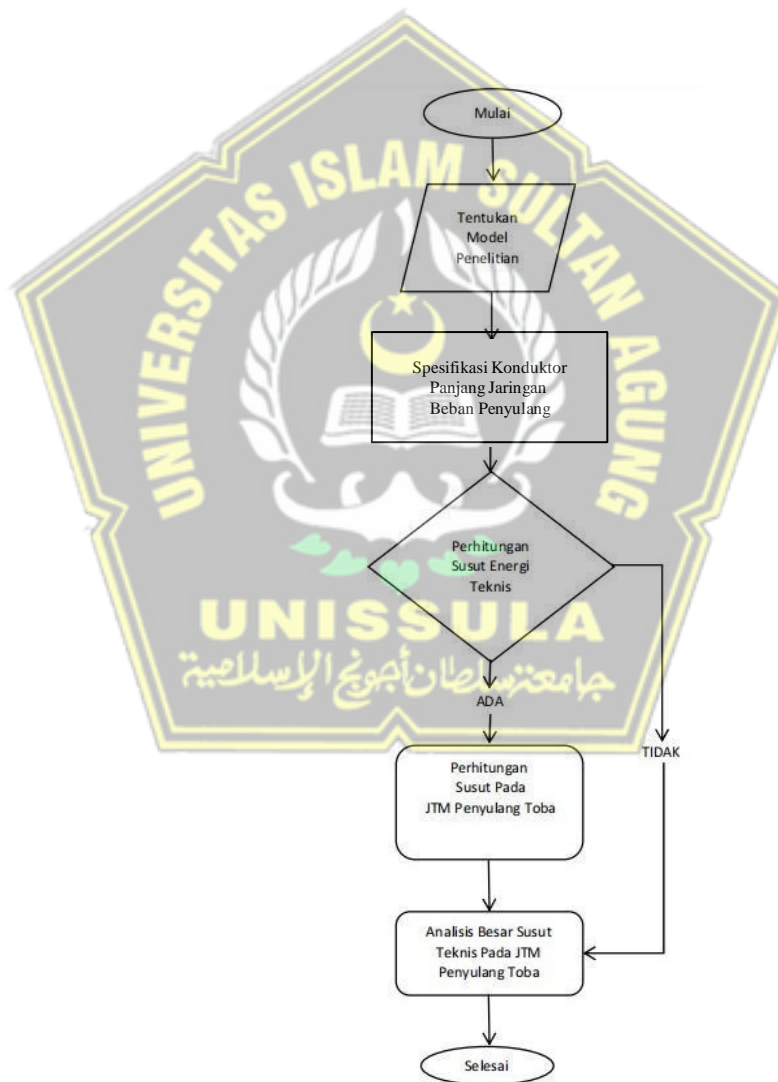 Mulai
UNIVERSITAS ISLAM SULTAN AGUNG
Tentukan
Model
Penelitian
Spesifikasi Konduktor
Panjang Jaringan
Beban Penyulang
Perhitungan
Susut Energi
Teknis
UNISSULA
جامعتنسلطان أجونج الإسلامية
ADA
TIDAK
Perhitungan
Susut Pada
JTM Penyulang Toba
Analisis Besar Susut
Teknis Pada JTM
Penyulang Toba
Selesai